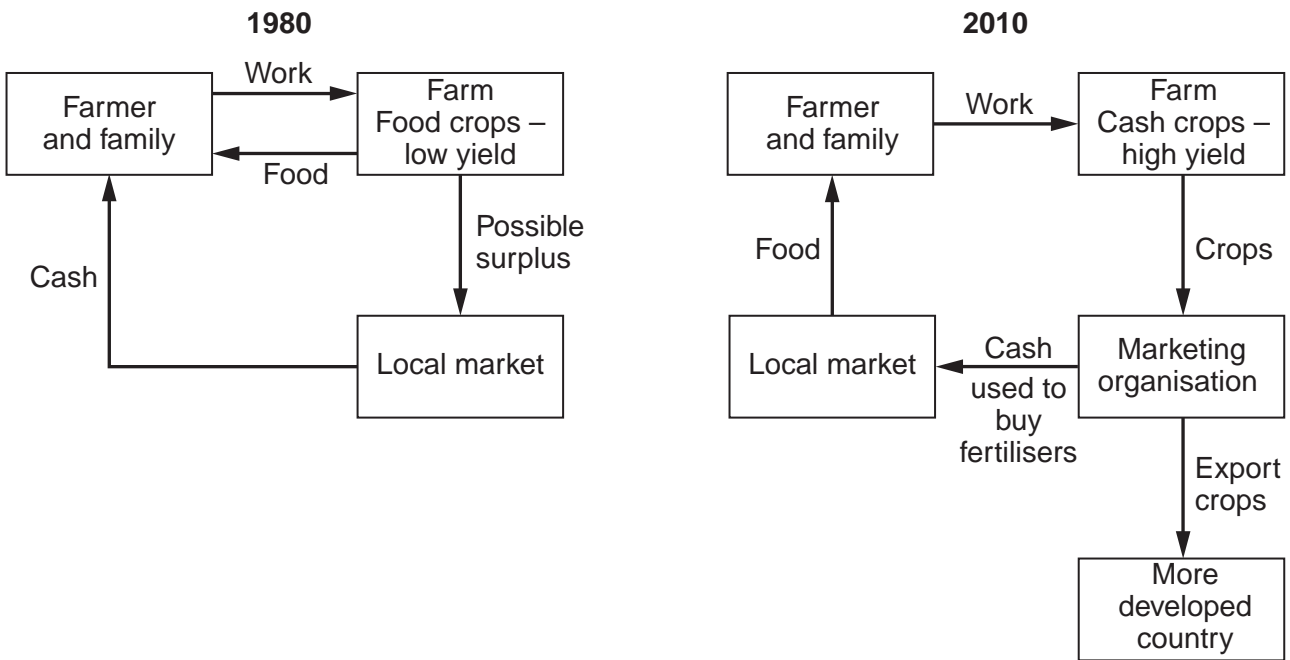 1980
Work
Farmer
and family
Farm
Food crops –
low yield
Food
Possible
surplus
Cash
Local market
2010
Farmer
and family
Work
Farm
Cash crops –
high yield
Food
Crops
Local market
Cash
used to
buy
fertilisers
Marketing
organisation
Export
crops
More
developed
country